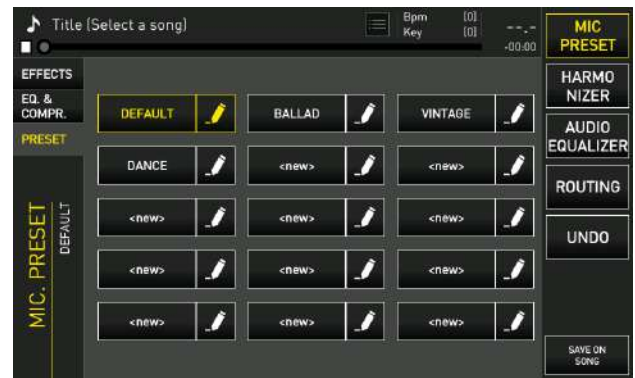 Title (Select a song)
Bpm [0]
Key [0]
---.-
-00:00
MIC
PRESET
EFFECTS
EQ. &
COMPR.
PRESET
MIC. PRESET
DEFAULT
DEFAULT BALLAD VINTAGE
DANCE <new> <new>
<new> <new> <new>
<new> <new> <new>
<new> <new> <new>
HARMO
NIZER
AUDIO
EQUALIZER
ROUTING
UNDO
SAVE ON
SONG